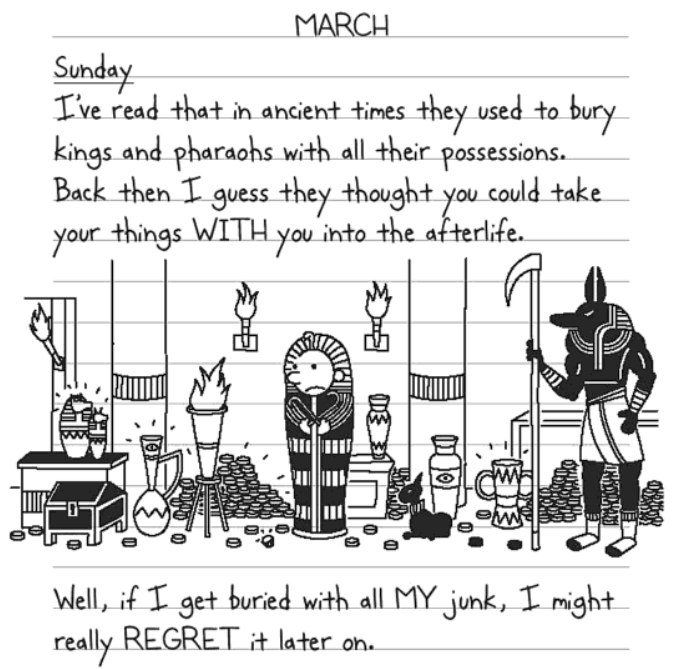 MARCH
Sunday
I've read that in ancient times they used to bury
kings and pharaohs with all their possessions.
Back then I guess they thought you could take
your things WITH you into the afterlife.
Well, if I get buried with all MY junk, I might
really REGRET it later on.